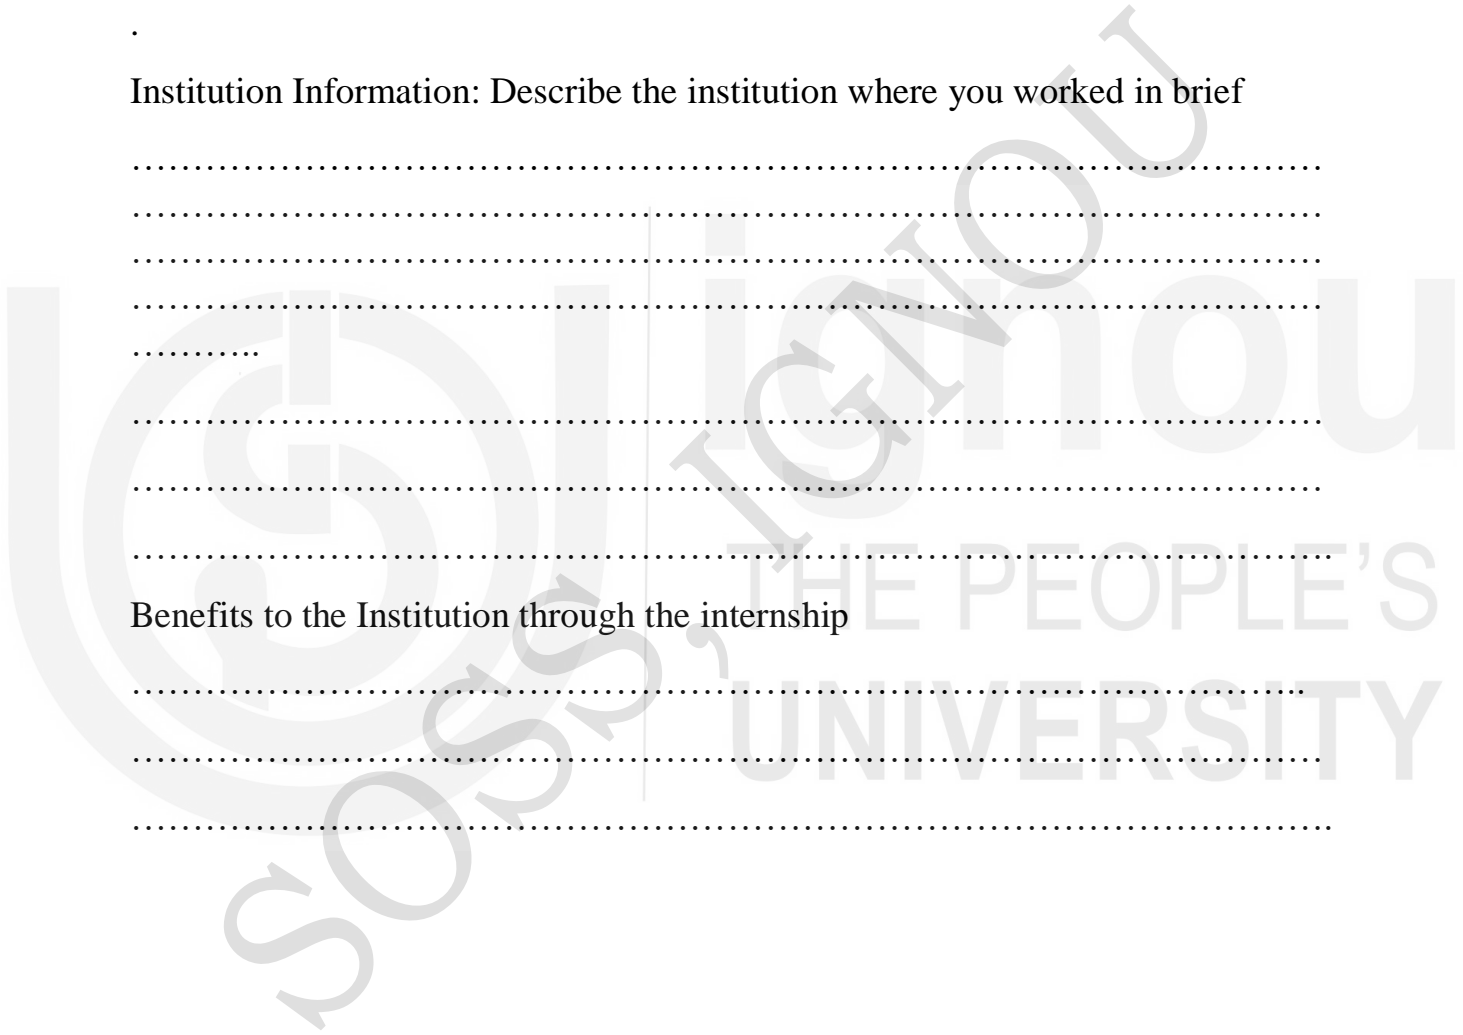 .
Institution Information: Describe the institution where you worked in brief
……………………………………………………………………………………
……………………………………………………………………………………
……………………………………………………………………………………
……………………………………………………………………………………
………..
……………………………………………………………………………………
……………………………………………………………………………………
…………………………………………………………………………………….
Benefits to the Institution through the internship
…………………………………………………………………………………..
……………………………………………………………………………………
…………………………………………………………………………………….
SOSS, IGNOU
ignou
THE PEOPLE'S
UNIVERSITY